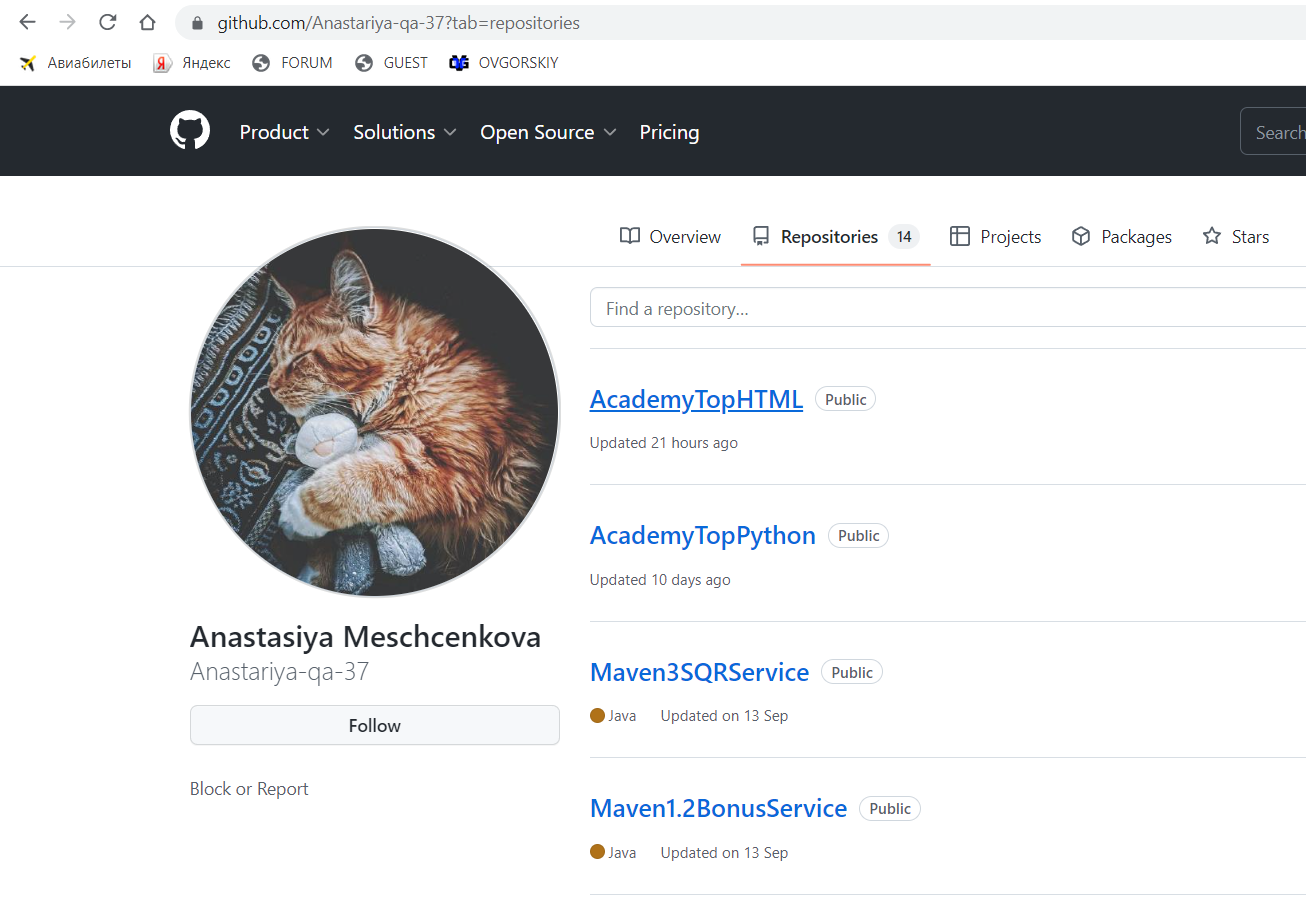 github.com/Anastariya-qa-37?tab=repositories
Авиабилеты Яндекс FORUM GUEST OVGORSKIY
Product Solutions Open Source Pricing Search
Overview Repositories 14 Projects Packages Stars
Find a repository…
AcademyTopHTML Public
Updated 21 hours ago
AcademyTopPython Public
Updated 10 days ago
Anastasiya Meschcenkova
Anastariya-qa-37
Follow
Block or Report
Maven3SQRService Public
Java Updated on 13 Sep
Maven1.2BonusService Public
Java Updated on 13 Sep